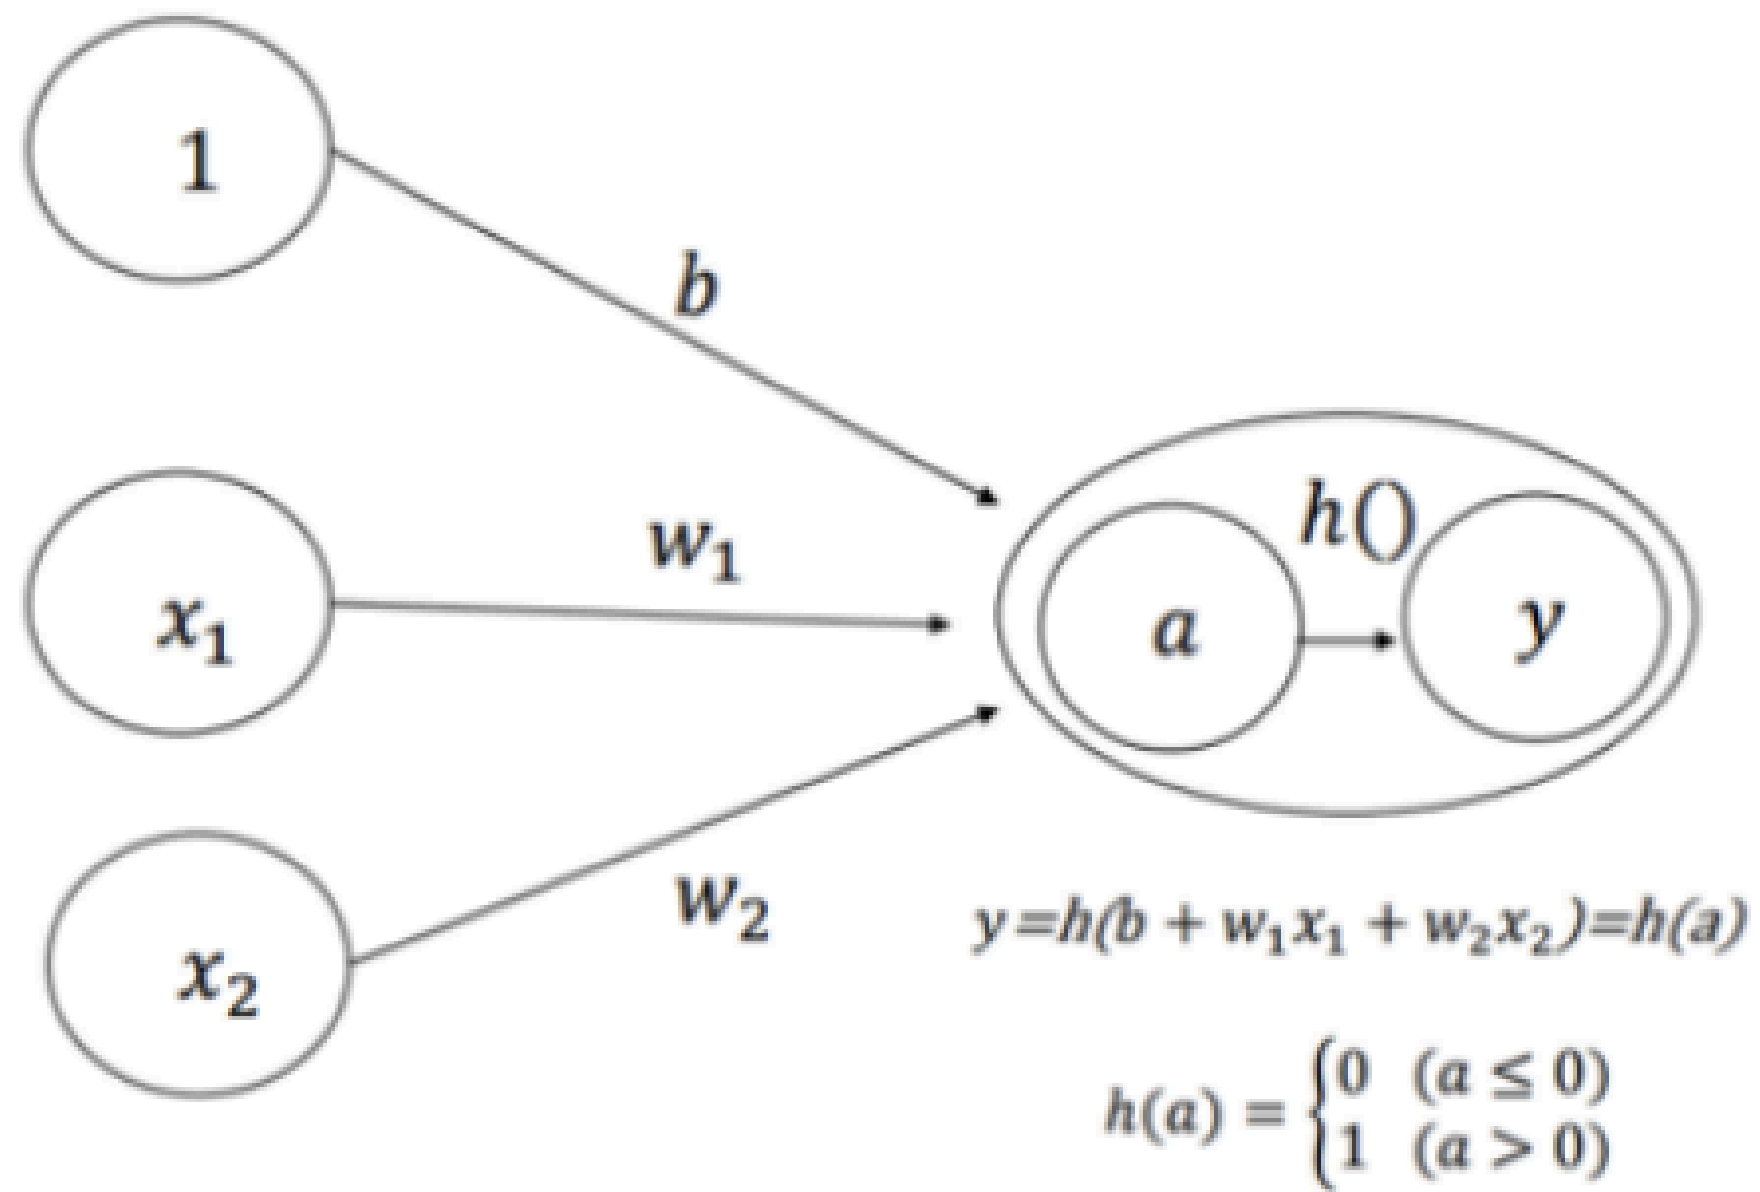 1
b
h()
w₁
x₁
a
y
w₂
x₂
y=h(b + w₁x₁ + w₂x₂)=h(a)
h(a) = {0 (a ≤ 0)
1 (a > 0)